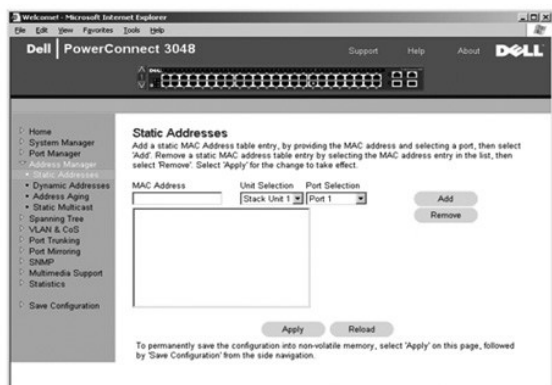 Welcome! - Microsoft Internet Explorer
File Edit View Favorites Tools Help
Dell | PowerConnect 3048
Support Help About DELL
Home
System Manager
Port Manager
Address Manager
Static Addresses
Dynamic Addresses
Address Aging
Static Multicast
Spanning Tree
VLAN & CoS
Port Trunking
Port Mirroring
SNMP
Multimedia Support
Statistics
Save Configuration
Static Addresses
Add a static MAC Address table entry, by providing the MAC address and selecting a port, then select
'Add'. Remove a static MAC address table entry by selecting the MAC address entry in the list, then
select 'Remove'. Select 'Apply' for the change to take effect.
MAC Address Unit Selection Port Selection
Stack Unit 1 Port 1 Add
Remove
Apply Reload
To permanently save the configuration into non-volatile memory, select 'Apply' on this page, followed
by 'Save Configuration' from the side navigation.